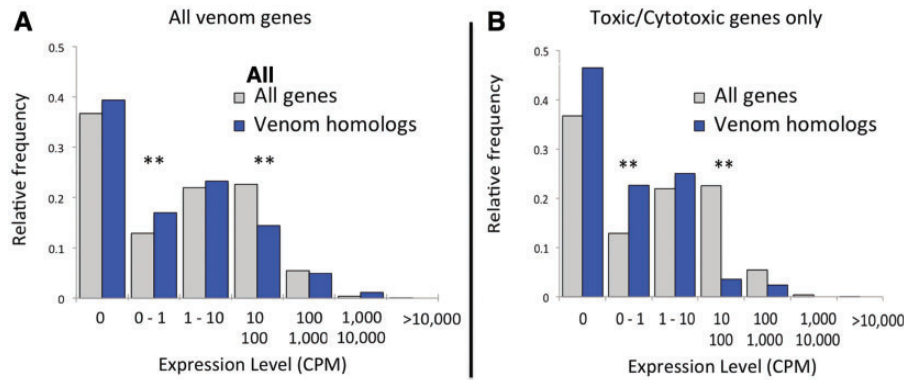 A
All venom genes
0.5
0.4
0.3
0.2
0.1
0
Relative frequency
All
All genes
Venom homologs
**
**
0
0 - 1
1 - 10
10
100
100
1,000
1,000
10,000
>10,000
Expression Level (CPM)
B
Toxic/Cytotoxic genes only
0.5
0.4
0.3
0.2
0.1
0
Relative frequency
All genes
Venom homologs
**
**
0
0 - 1
1 - 10
10
100
100
1,000
1,000
10,000
>10,000
Expression Level (CPM)